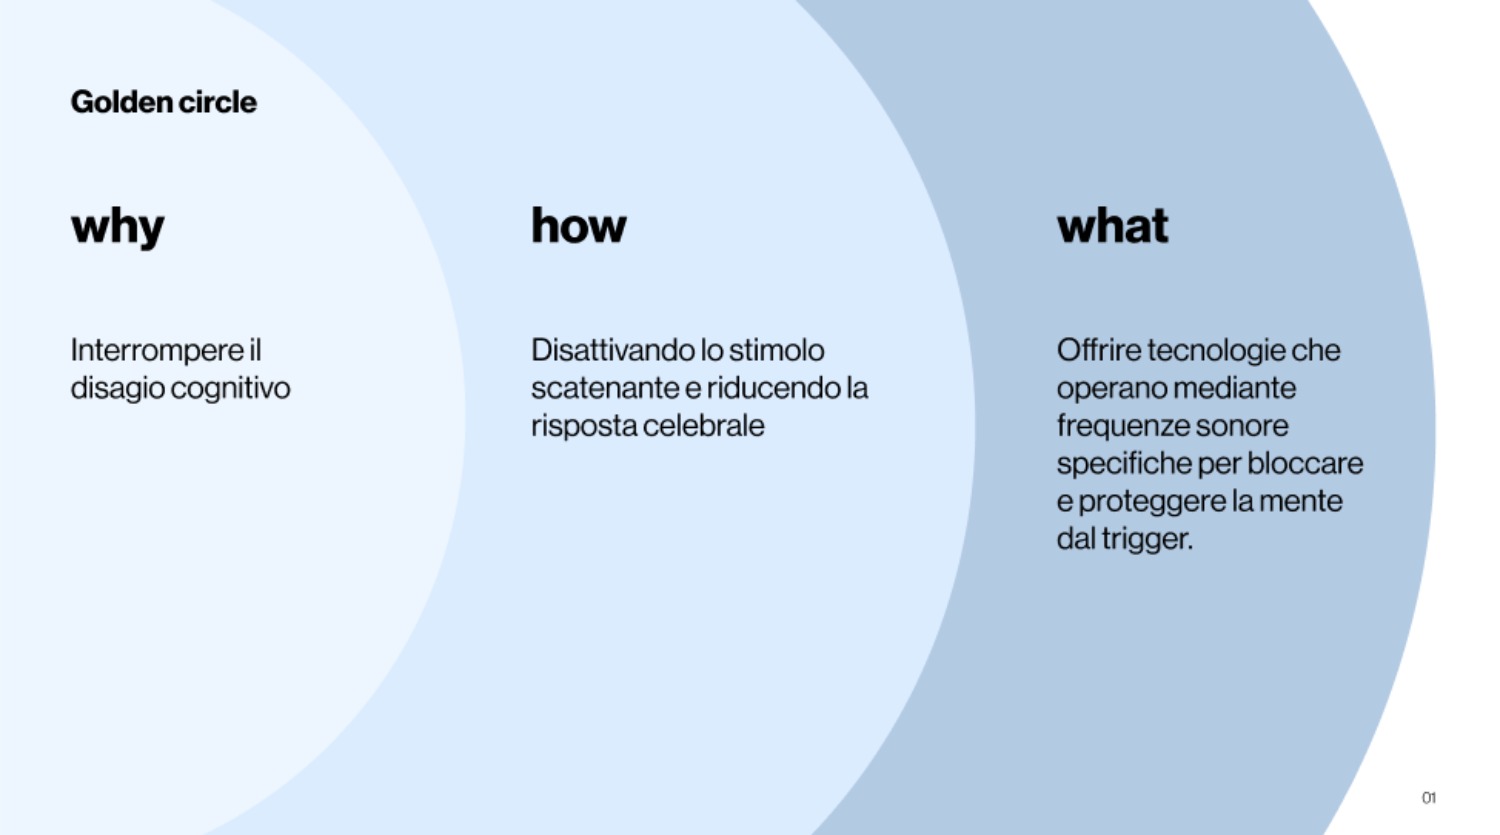 Golden circle
why
Interrompere il
disagio cognitivo
how
Disattivando lo stimolo
scatenante e riducendo la
risposta celebrale
what
Offrire tecnologie che
operano mediante
frequenze sonore
specifiche per bloccare
e proteggere la mente
dal trigger.
01